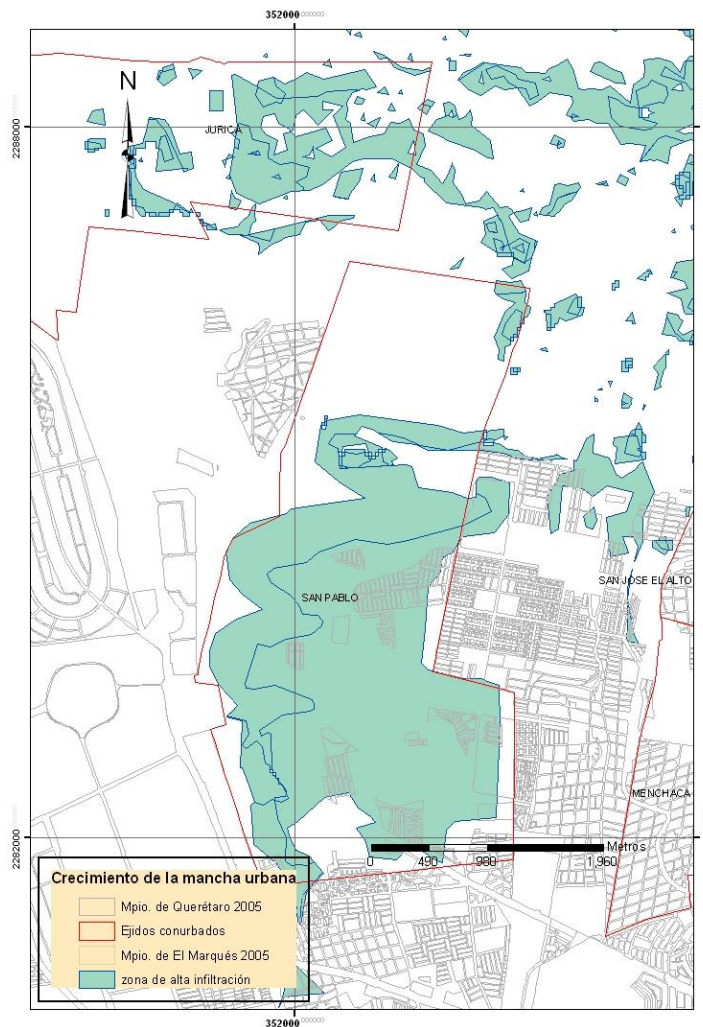 352000
N
2288000
JURICA
SAN JOSE EL ALTO
SAN PABLO
MENCHACA
2282000
Metros
0 490 980 1,960
Crecimiento de la mancha urbana
Mpio. de Querétaro 2005
Ejidos conurbados
Mpio. de El Marqués 2005
zona de alta infiltración
352000